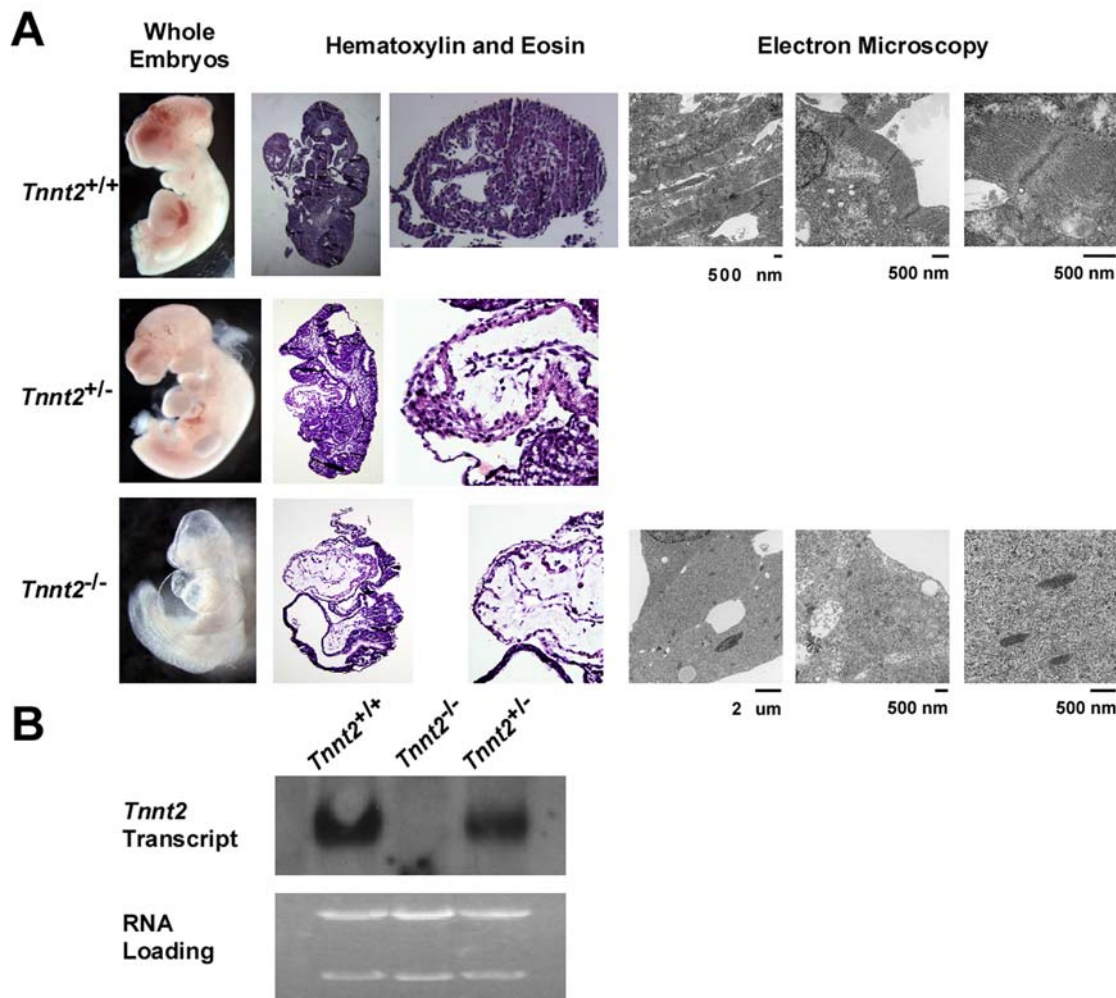 A
Whole
Embryos
Hematoxylin and Eosin
Electron Microscopy
Tnnt2+/+
500 nm
500 nm
500 nm
Tnnt2+/-
Tnnt2-/-
2 um
500 nm
500 nm
B
Tnnt2+/+
Tnnt2-/-
Tnnt2+/-
Tnnt2
Transcript
RNA
Loading